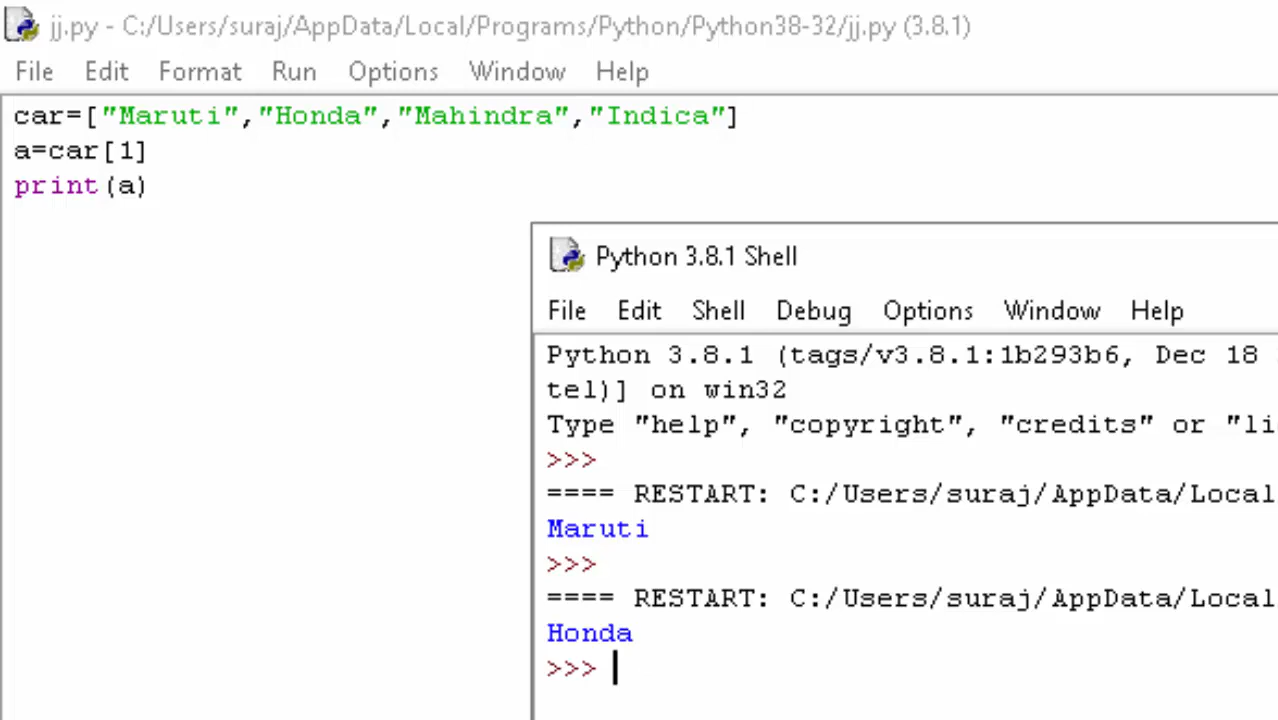 jj.py - C:/Users/suraj/AppData/Local/Programs/Python/Python38-32/jj.py (3.8.1)
File Edit Format Run Options Window Help
car=["Maruti","Honda","Mahindra","Indica"]
a=car[1]
print(a)
Python 3.8.1 Shell
File Edit Shell Debug Options Window Help
Python 3.8.1 (tags/v3.8.1:1b293b6, Dec 18
tel)] on win32
Type "help", "copyright", "credits" or "li
>>>
==== RESTART: C:/Users/suraj/AppData/Local
Maruti
>>>
==== RESTART: C:/Users/suraj/AppData/Local
Honda
>>>